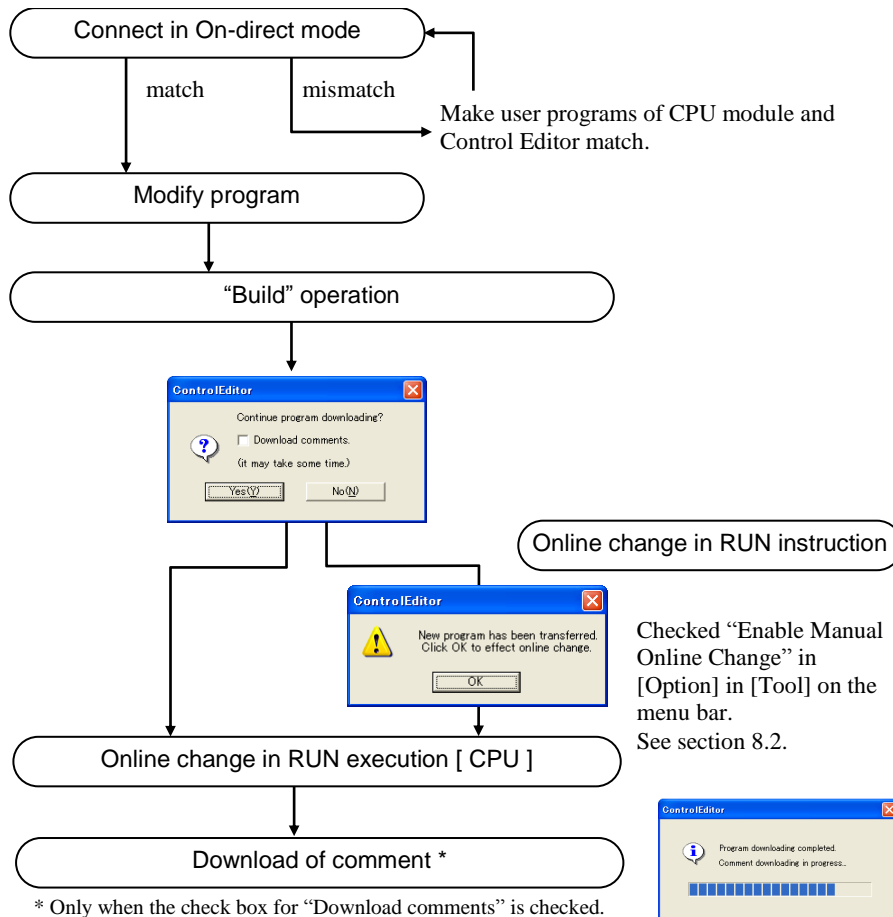 Connect in On-direct mode
match
mismatch
Make user programs of CPU module and
Control Editor match.
Modify program
“Build” operation
ControlEditor
Continue program downloading?
Download comments.
(it may take some time.)
Yes(Y)
No(N)
Online change in RUN instruction
ControlEditor
New program has been transferred.
Click OK to effect online change.
OK
Checked “Enable Manual
Online Change” in
[Option] in [Tool] on the
menu bar.
See section 8.2.
Online change in RUN execution [ CPU ]
Download of comment *
ControlEditor
Program downloading completed.
Comment downloading in progress..
* Only when the check box for “Download comments” is checked.